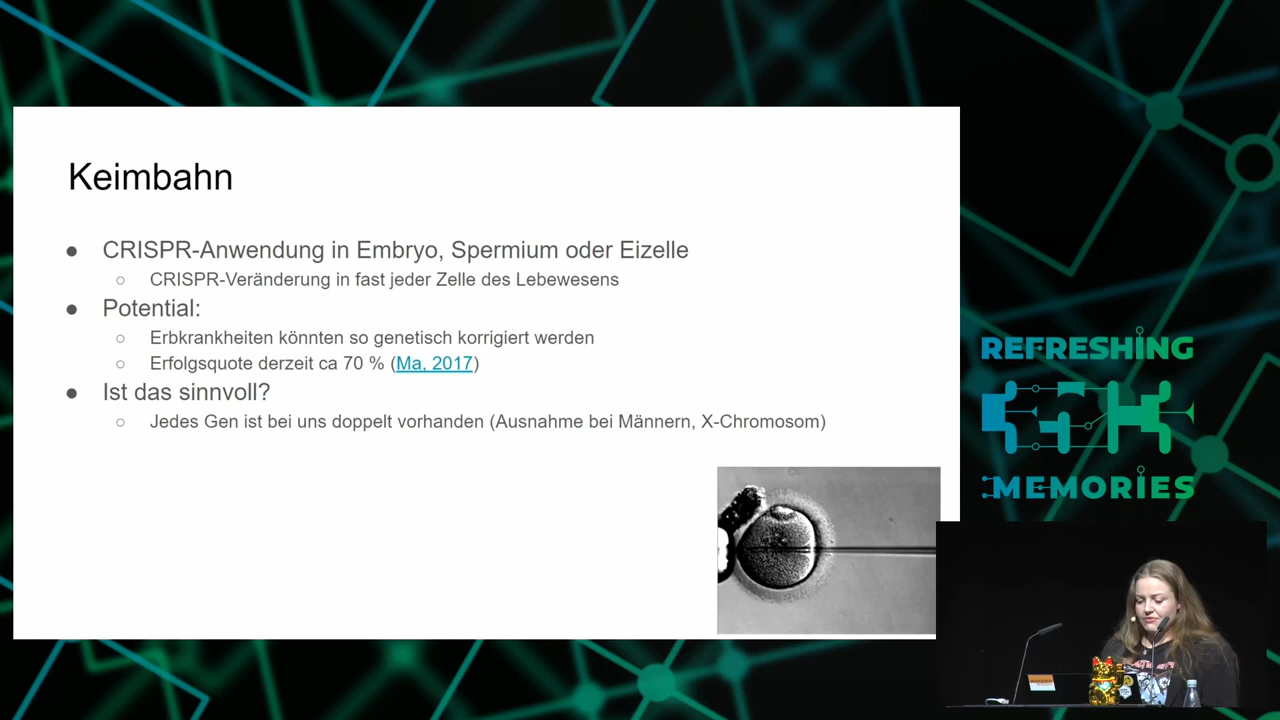 Keimbahn
● CRISPR-Anwendung in Embryo, Spermium oder Eizelle
○ CRISPR-Veränderung in fast jeder Zelle des Lebewesens
● Potential:
○ Erbkrankheiten könnten so genetisch korrigiert werden
○ Erfolgsquote derzeit ca 70 % (Ma, 2017)
● Ist das sinnvoll?
○ Jedes Gen ist bei uns doppelt vorhanden (Ausnahme bei Männern, X-Chromosom)
REFRESHING
MEMORIES